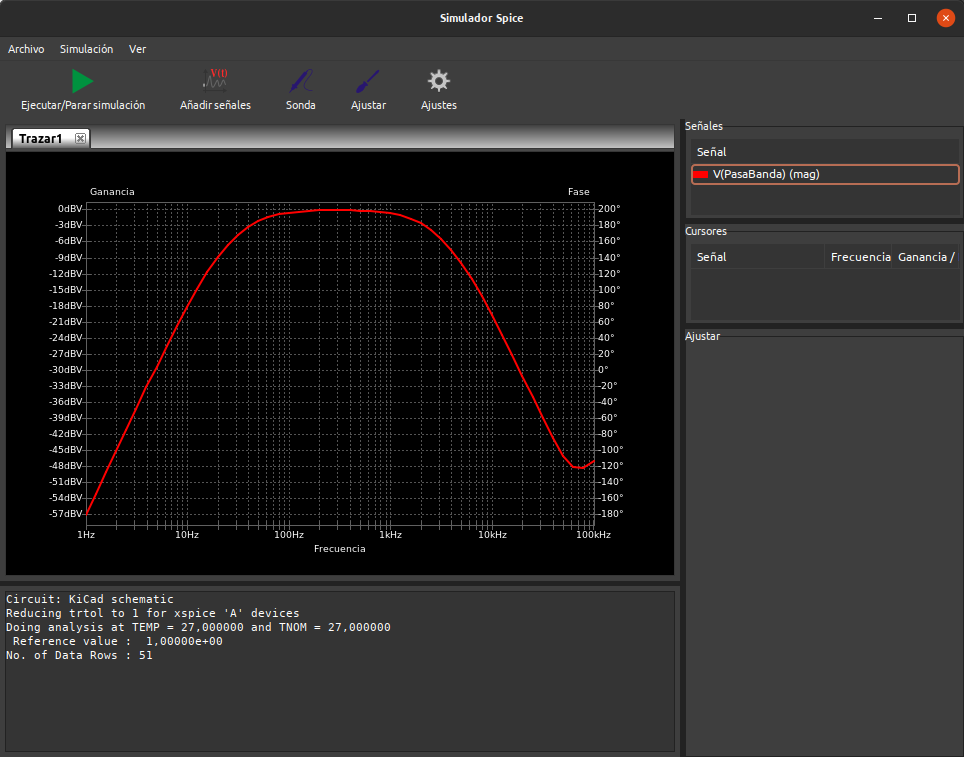 Simulador Spice
Archivo Simulación Ver
Ejecutar/Parar simulación Añadir señales Sonda Ajustar Ajustes
V(t)
Trazar1
Ganancia Fase
0dBV
-3dBV
-6dBV
-9dBV
-12dBV
-15dBV
-18dBV
-21dBV
-24dBV
-27dBV
-30dBV
-33dBV
-36dBV
-39dBV
-42dBV
-45dBV
-48dBV
-51dBV
-54dBV
-57dBV
200°
180°
160°
140°
120°
100°
80°
60°
40°
20°
0°
-20°
-40°
-60°
-80°
-100°
-120°
-140°
-160°
-180°
1Hz 10Hz 100Hz 1kHz 10kHz 100kHz
Frecuencia
Circuit: KiCad schematic
Reducing trtol to 1 for xspice 'A' devices
Doing analysis at TEMP = 27,000000 and TNOM = 27,000000
Reference value : 1,00000e+00
No. of Data Rows : 51
Señales
Señal
V(PasaBanda) (mag)
Cursores
Señal Frecuencia Ganancia /
Ajustar